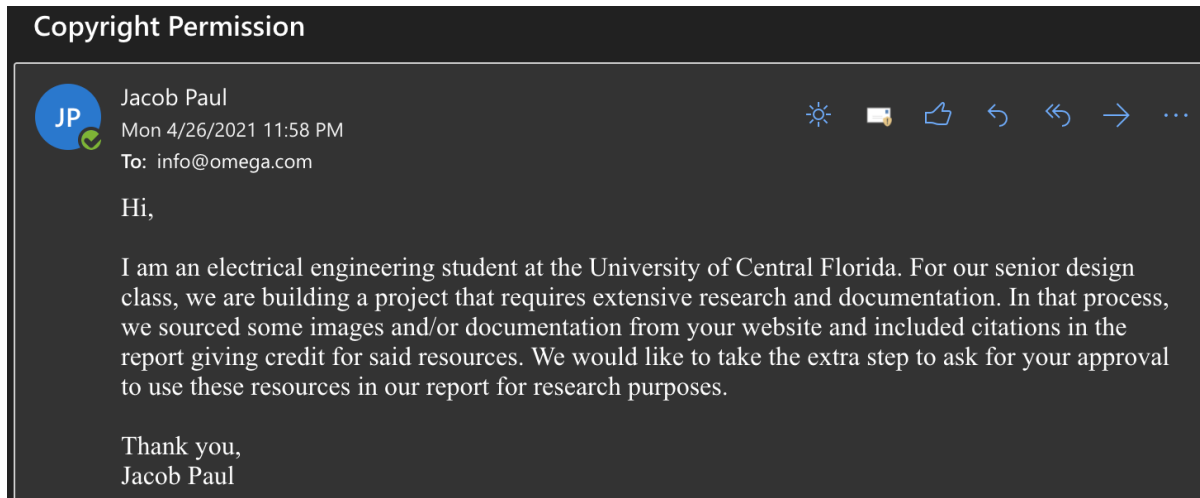 Copyright Permission
JP
Jacob Paul
Mon 4/26/2021 11:58 PM
To: info@omega.com
Hi,
I am an electrical engineering student at the University of Central Florida. For our senior design
class, we are building a project that requires extensive research and documentation. In that process,
we sourced some images and/or documentation from your website and included citations in the
report giving credit for said resources. We would like to take the extra step to ask for your approval
to use these resources in our report for research purposes.
Thank you,
Jacob Paul